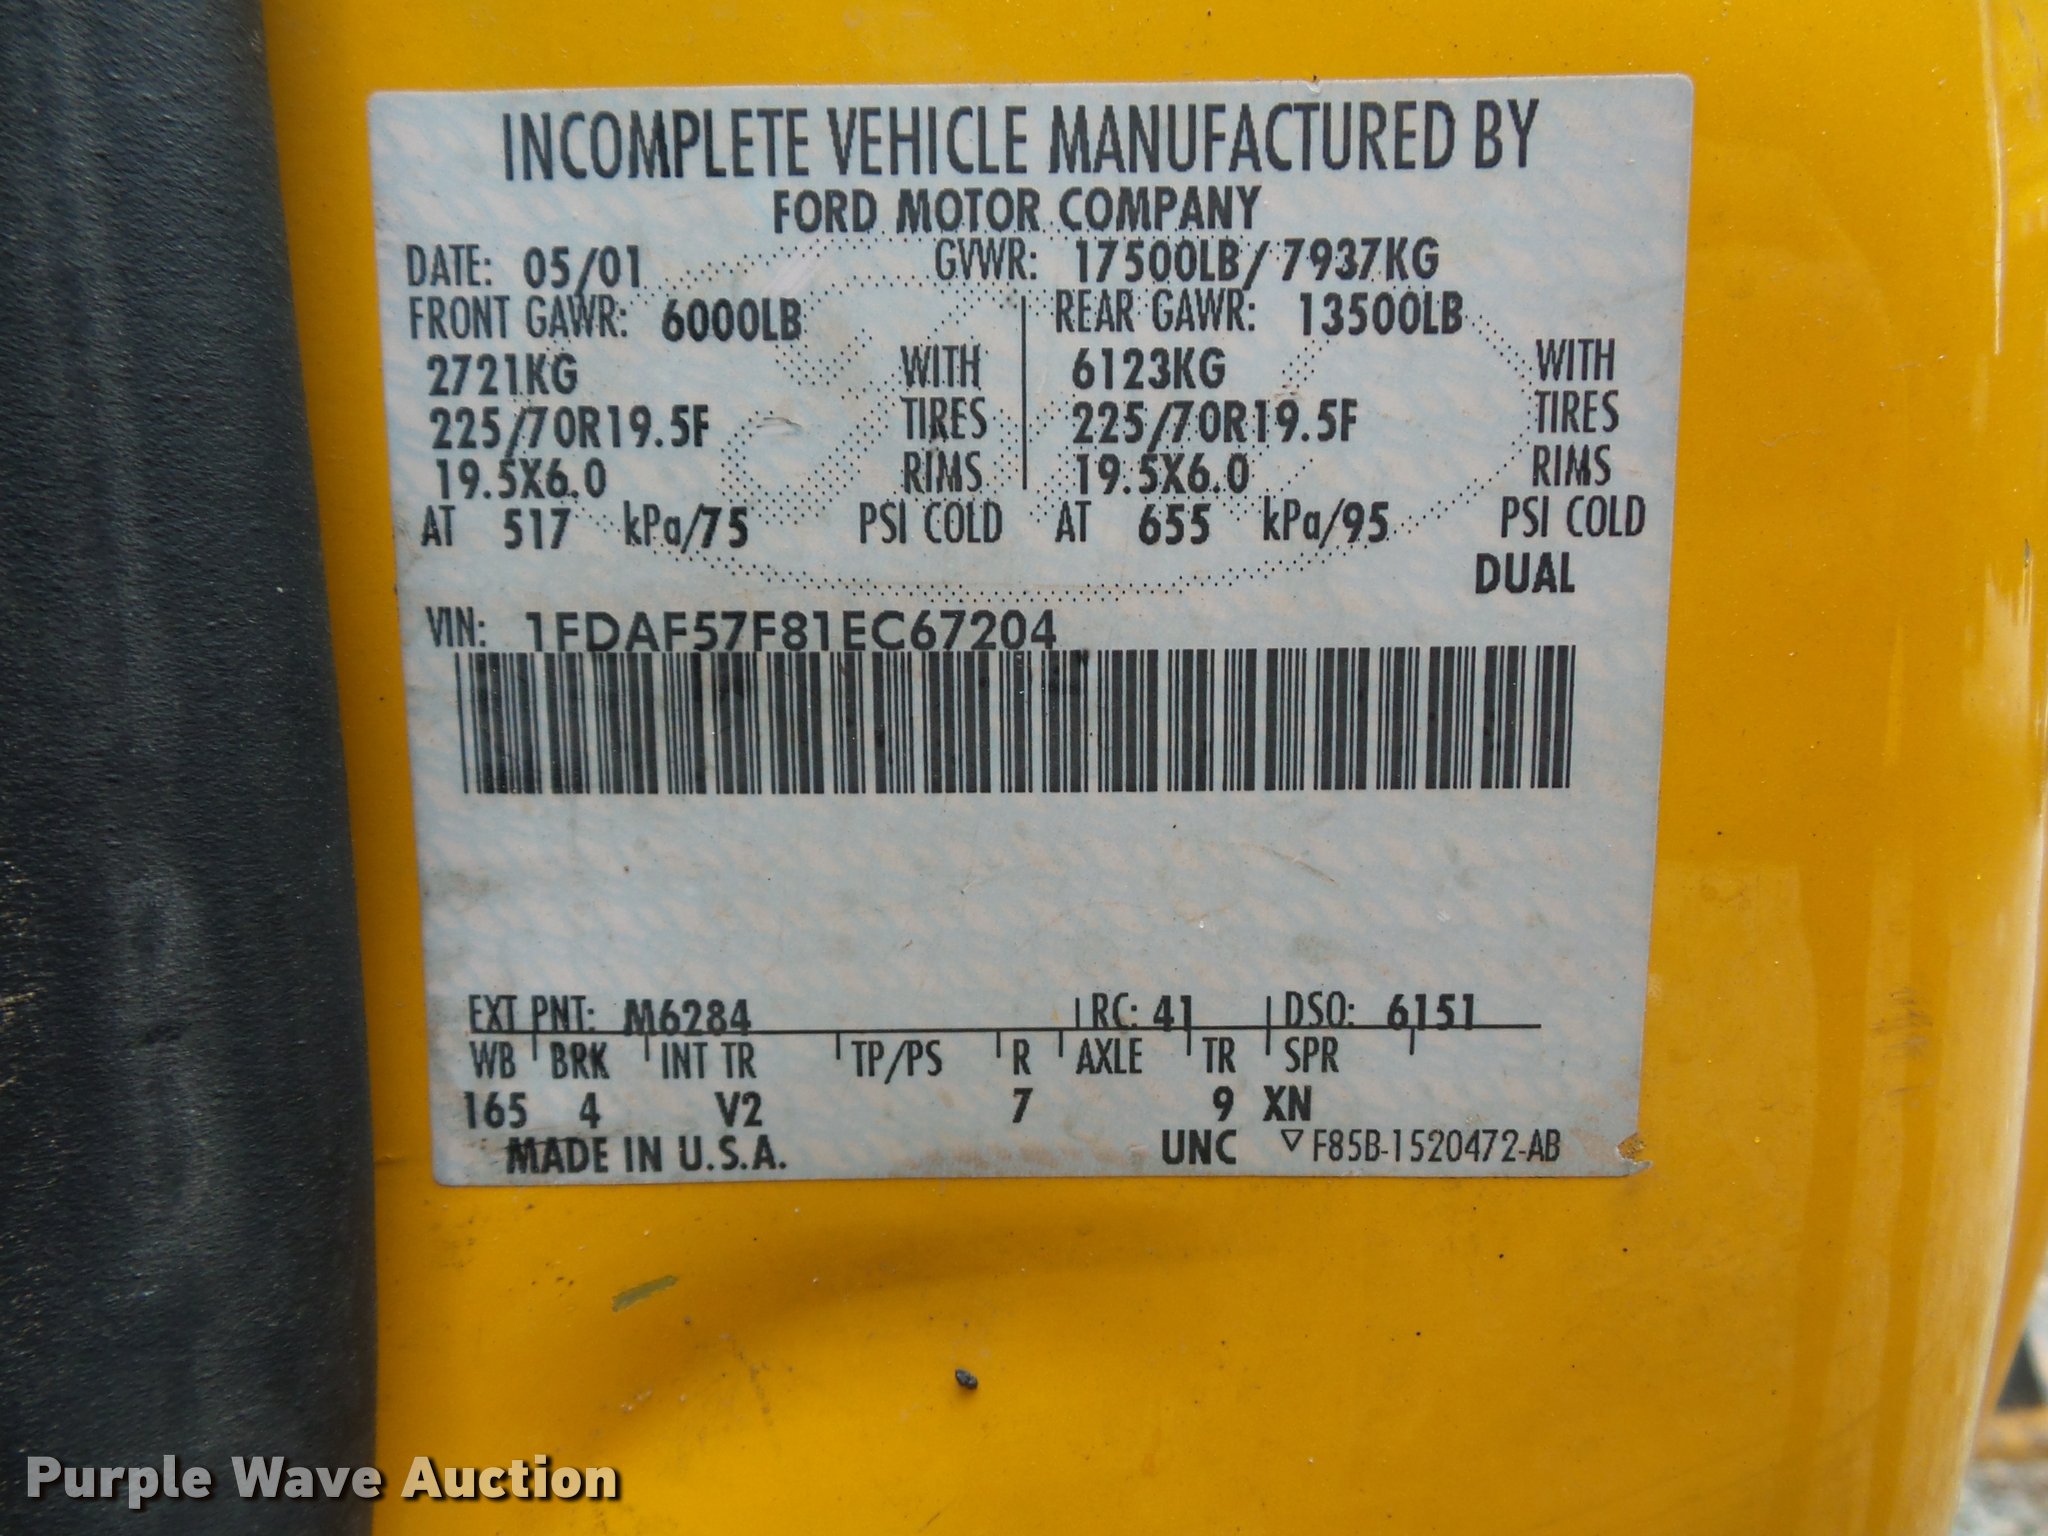 INCOMPLETE VEHICLE MANUFACTURED BY
FORD MOTOR COMPANY
DATE: 05/01 GVWR: 17500LB/7937KG
FRONT GAWR: 6000LB REAR GAWR: 13500LB
2721KG WITH 6123KG WITH
225/70R19.5F TIRES 225/70R19.5F TIRES
19.5X6.0 RIMS 19.5X6.0 RIMS
AT 517 kPa/75 PSI COLD AT 655 kPa/95 PSI COLD
DUAL
VIN: 1FDAF57F81EC67204
EXT PNT: M6284 RC: 41 DSO: 6151
WB BRK INT TR TP/PS R AXLE TR SPR
165 4 V2 7 9 XN
MADE IN U.S.A. UNC ▽F85B-1520472-AB
Purple Wave Auction